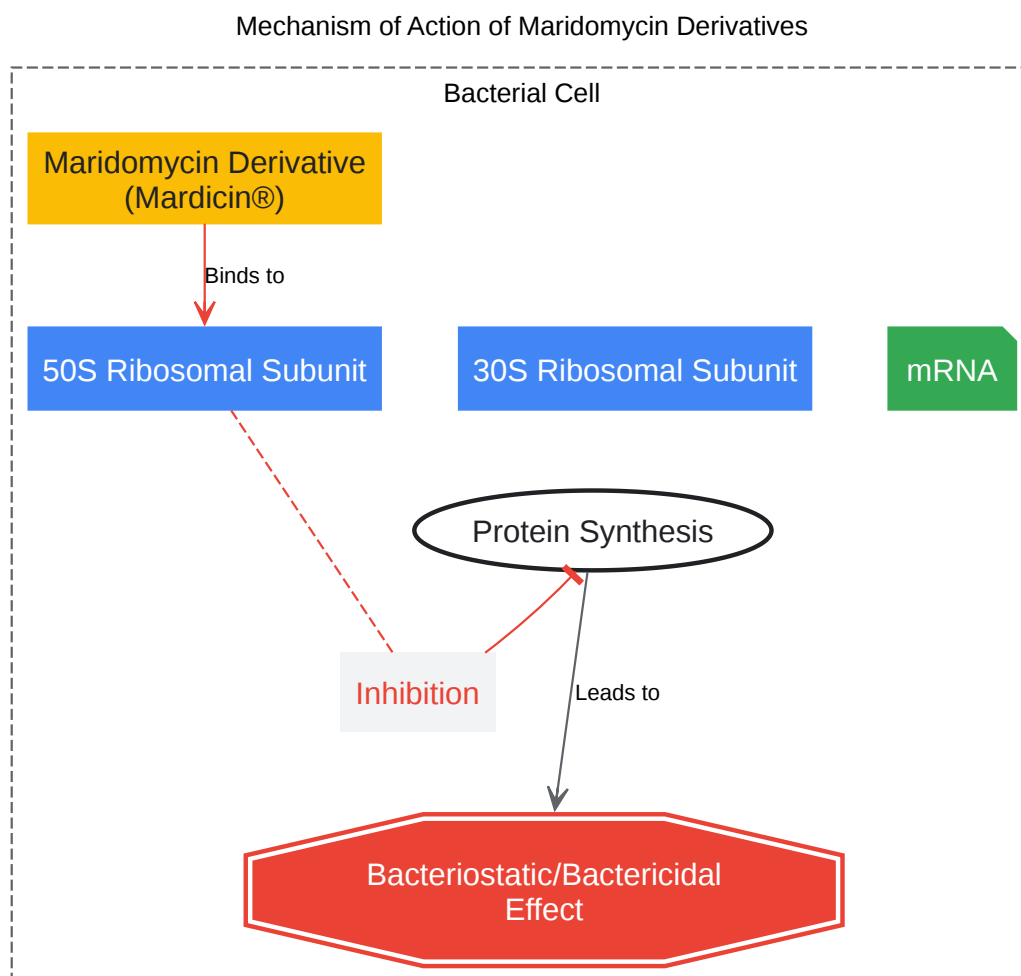 Mechanism of Action of Maridomycin Derivatives
Bacterial Cell
Maridomycin Derivative
(Mardicin®)
Binds to
50S Ribosomal Subunit
30S Ribosomal Subunit
mRNA
Protein Synthesis
Inhibition
Leads to
Bacteriostatic/Bactericidal
Effect